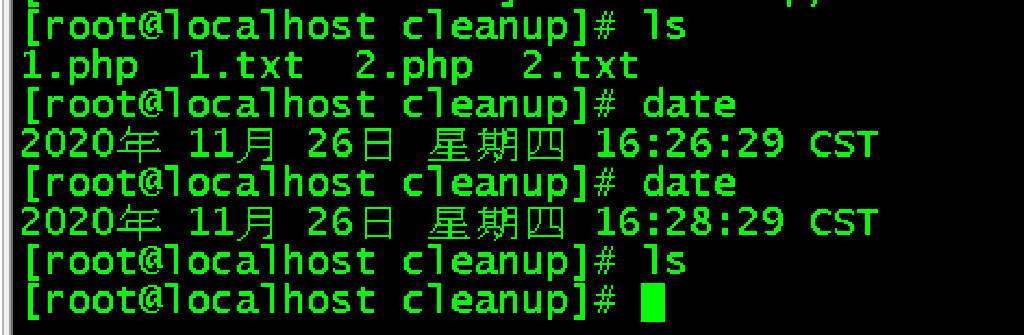 [root@localhost cleanup]# ls
1.php  1.txt  2.php  2.txt
[root@localhost cleanup]# date
2020年 11月 26日 星期四 16:26:29 CST
[root@localhost cleanup]# date
2020年 11月 26日 星期四 16:28:29 CST
[root@localhost cleanup]# ls
[root@localhost cleanup]#